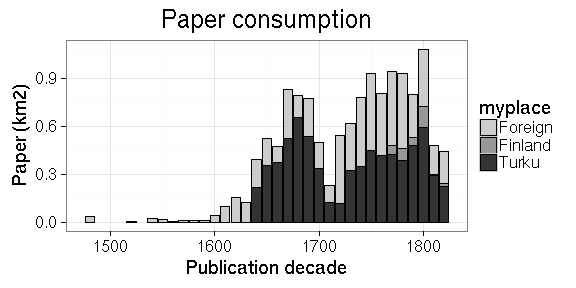 Paper consumption
Paper (km2)
0.9
0.6
0.3
0.0
1500 1600 1700 1800
Publication decade
myplace
Foreign
Finland
Turku